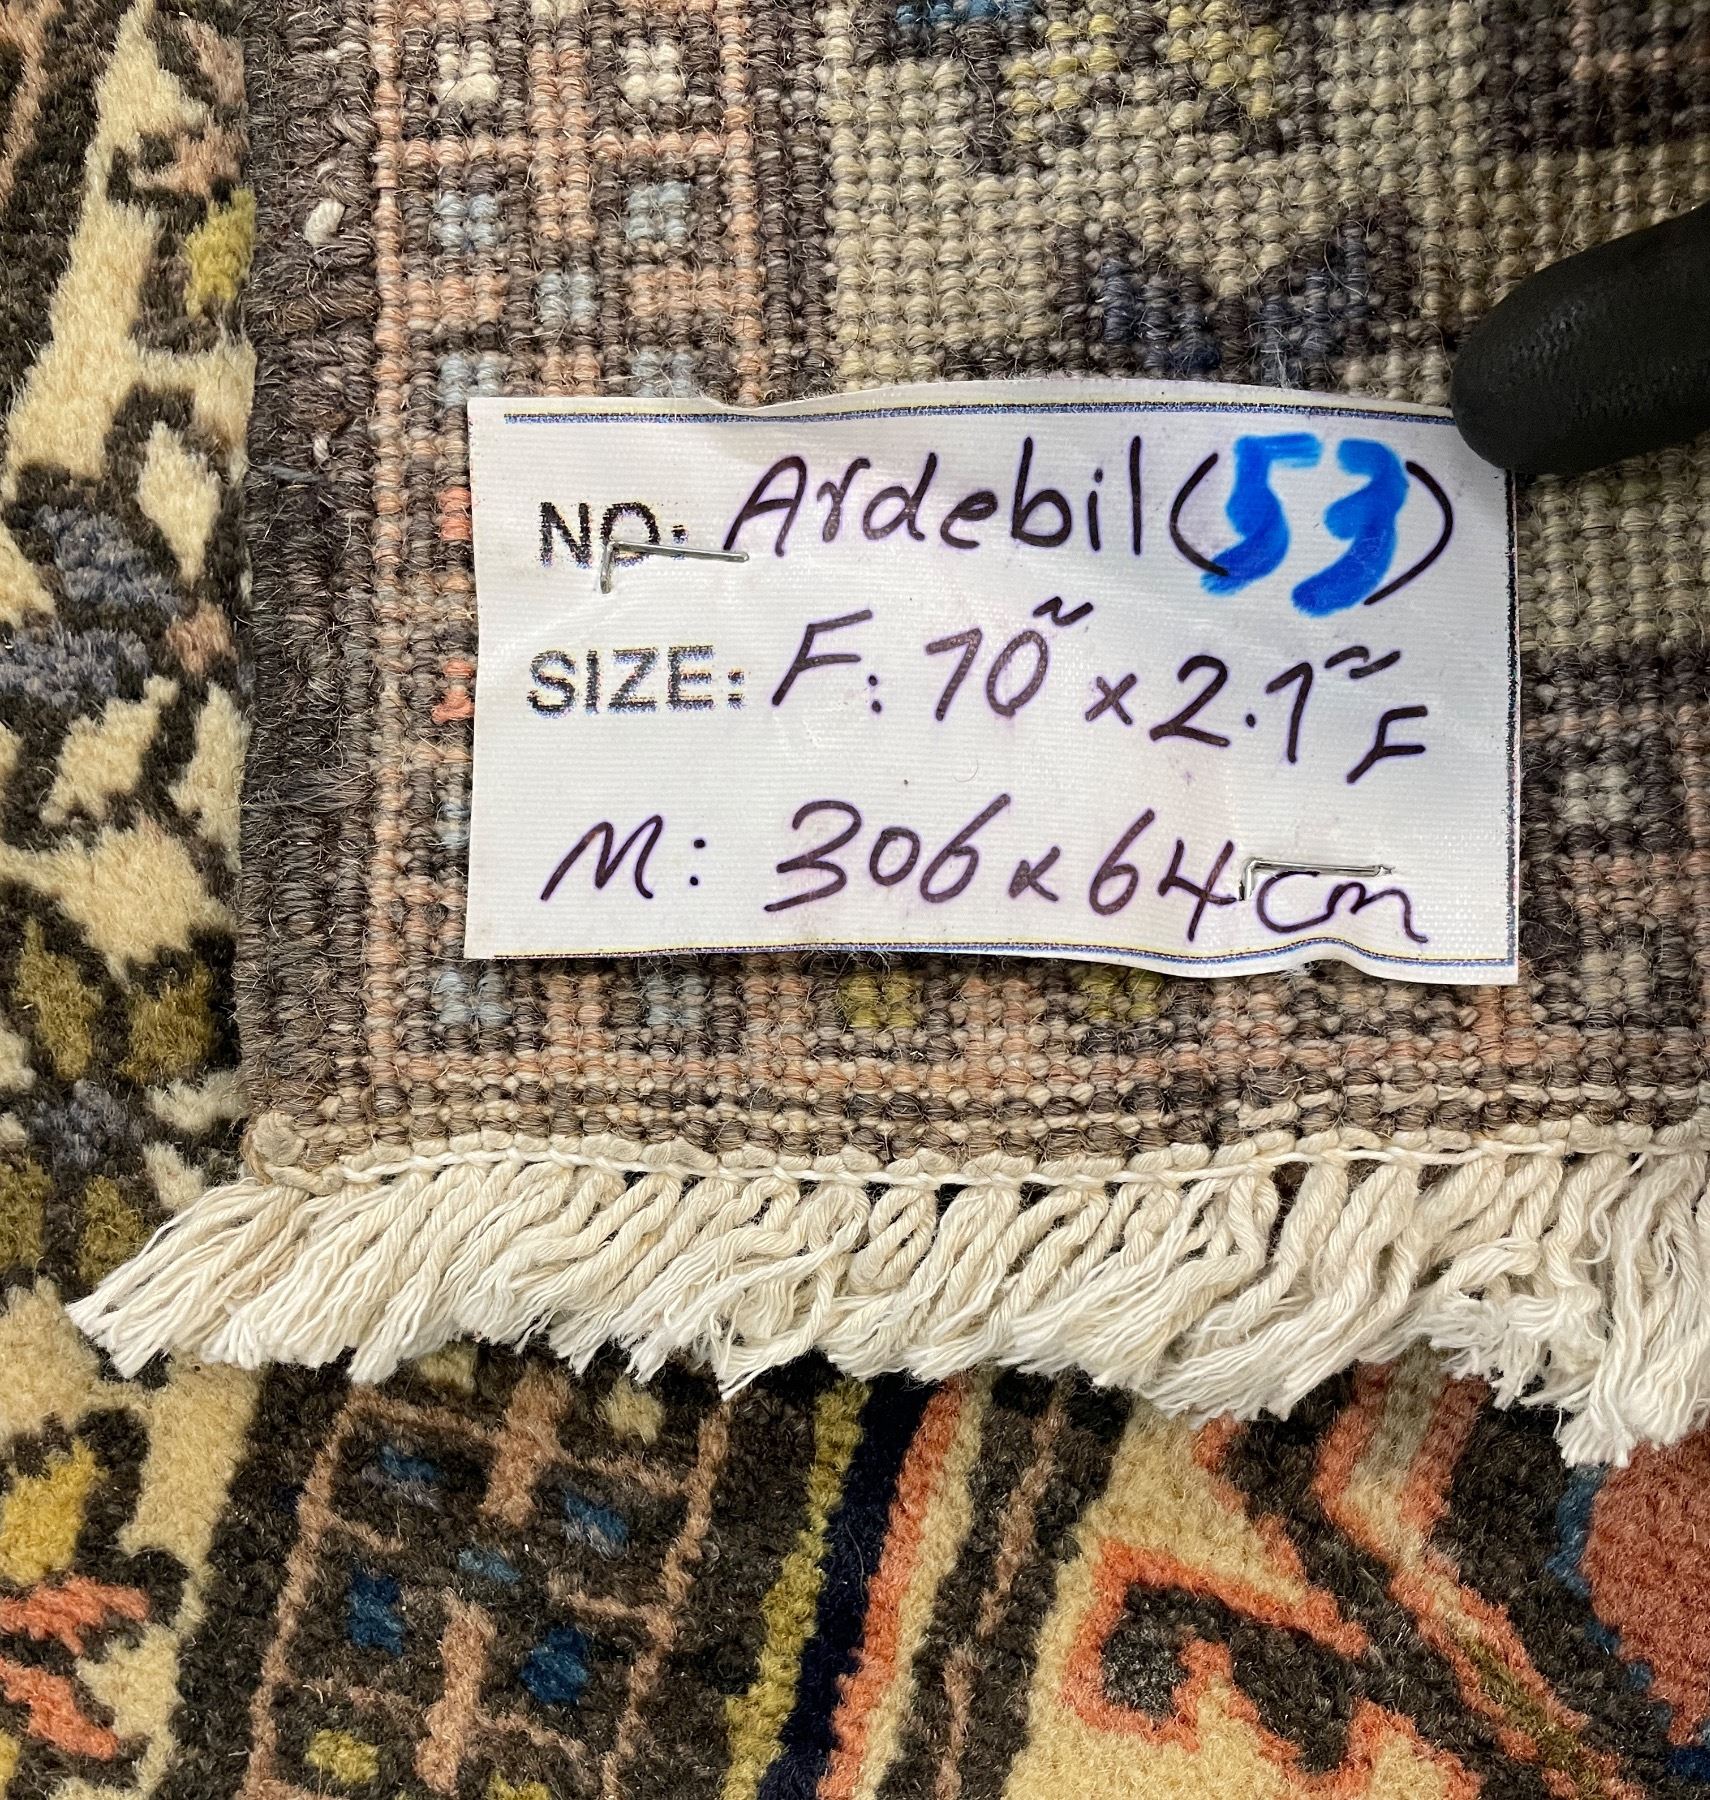 NO: Ardebil (53)
SIZE: F: 10~ x 2.1~ F
M: 306 x 64 cm